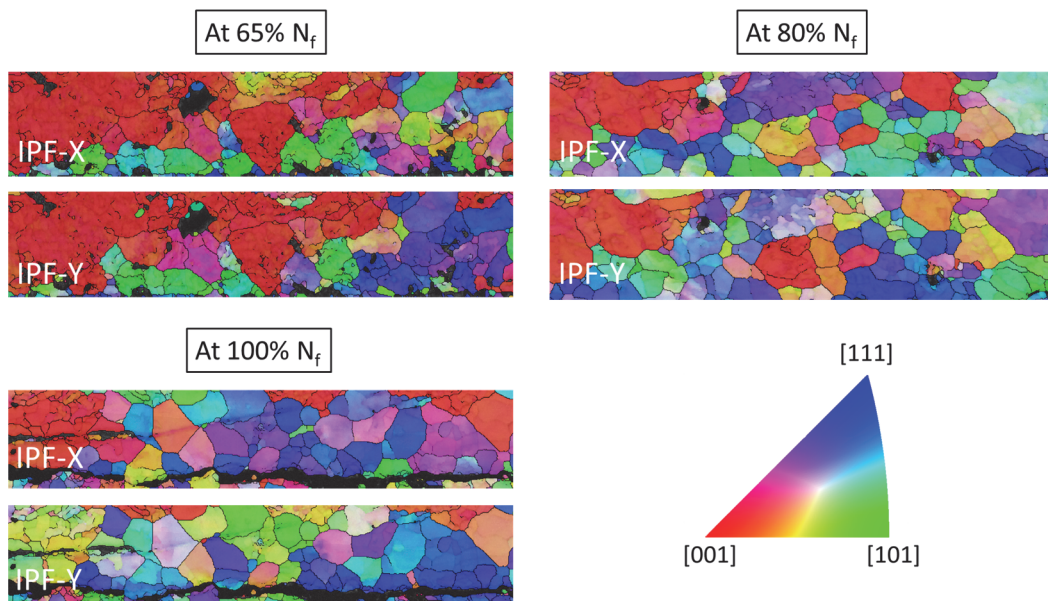 At 65% Nf
At 80% Nf
IPF-X
IPF-X
IPF-Y
IPF-Y
At 100% Nf
[111]
IPF-X
IPF-Y
[001]
[101]